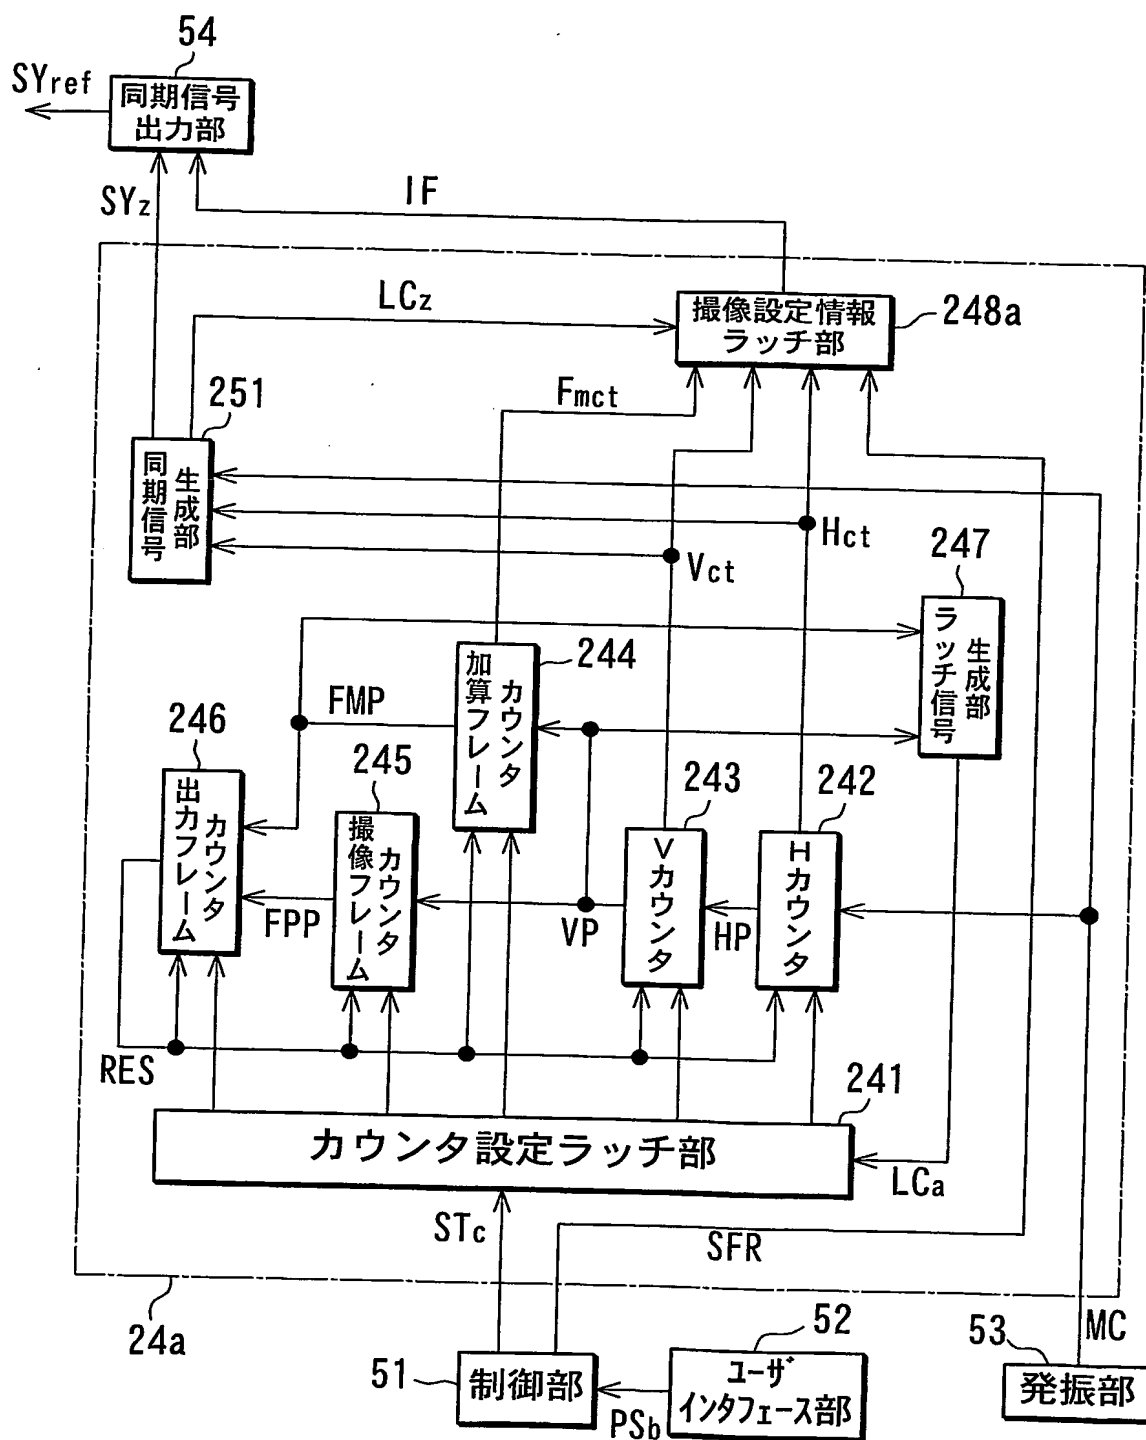 54
SYref
同期信号
出力部
SYz
IF
LCz
撮像設定情報
ラッチ部
248a
251
Fmct
同期信号
生成部
Hct
Vct
247
ラッチ信号
生成部
244
加算フレーム
カウンタ
FMP
246
出力フレーム
カウンタ
245
撮像フレーム
カウンタ
243
Vカウンタ
242
Hカウンタ
FPP
VP
HP
RES
241
カウンタ設定ラッチ部
LCa
STc
SFR
24a
52
53
MC
51
制御部
PSb
ユーザ
インタフェース部
発振部